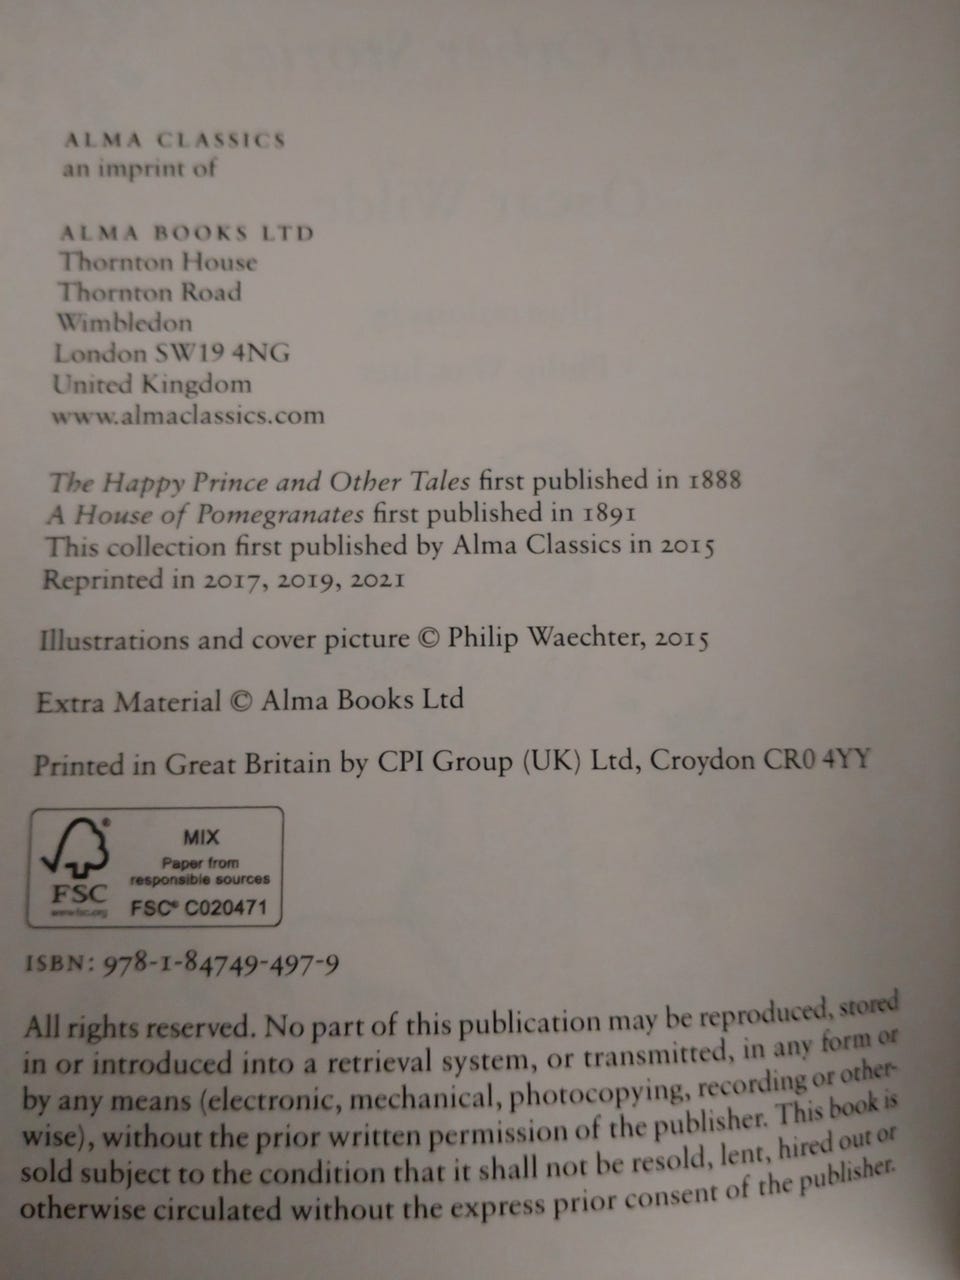 ALMA CLASSICS
an imprint of
ALMA BOOKS LTD
Thornton House
Thornton Road
Wimbledon
London SW19 4NG
United Kingdom
www.almaclassics.com
The Happy Prince and Other Tales first published in 1888
A House of Pomegranates first published in 1891
This collection first published by Alma Classics in 2015
Reprinted in 2017, 2019, 2021
Illustrations and cover picture © Philip Waechter, 2015
Extra Material © Alma Books Ltd
Printed in Great Britain by CPI Group (UK) Ltd, Croydon CR0 4YY
MIX
Paper from
responsible sources
FSC® C020471
FSC
www.fsc.org
ISBN: 978-1-84749-497-9
All rights reserved. No part of this publication may be reproduced, stored
in or introduced into a retrieval system, or transmitted, in any form or
by any means (electronic, mechanical, photocopying, recording or other-
wise), without the prior written permission of the publisher. This book is
sold subject to the condition that it shall not be resold, lent, hired out or
otherwise circulated without the express prior consent of the publisher.